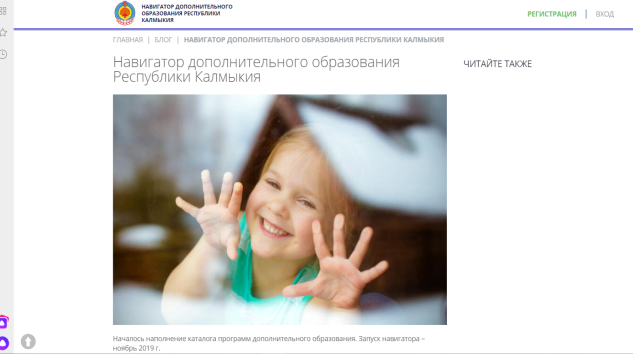 НАВИГАТОР ДОПОЛНИТЕЛЬНОГО
ОБРАЗОВАНИЯ РЕСПУБЛИКИ
КАЛМЫКИЯ
РЕГИСТРАЦИЯ | ВХОД
ГЛАВНАЯ | БЛОГ | НАВИГАТОР ДОПОЛНИТЕЛЬНОГО ОБРАЗОВАНИЯ РЕСПУБЛИКИ КАЛМЫКИЯ
Навигатор дополнительного образования
Республики Калмыкия
ЧИТАЙТЕ ТАКЖЕ
Началось наполнение каталога программ дополнительного образования. Запуск навигатора –
ноябрь 2019 г.